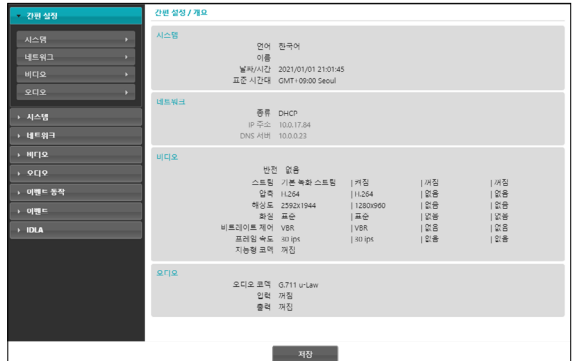 간편 설정
시스템
네트워크
비디오
오디오
시스템
네트워크
비디오
오디오
이벤트 동작
이벤트
IDLA
간편 설정 / 개요
시스템
언어 한국어
이름
날짜/시간 2021/01/01 21:01:45
표준 시간대 GMT+09:00 Seoul
네트워크
종류 DHCP
IP 주소 10.0.17.84
DNS 서버 10.0.0.23
비디오
반전 없음
스트림 기본 녹화 스트림 | 켜짐 | 꺼짐 | 꺼짐
압축 H.264 | H.264 | 없음 | 없음
해상도 2592x1944 | 1280x960 | 없음 | 없음
화질 표준 | 표준 | 없음 | 없음
비트레이트 제어 VBR | VBR | 없음 | 없음
프레임 속도 30 ips | 30 ips | 없음 | 없음
지능형 코덱 꺼짐
오디오
오디오 코덱 G.711 u-Law
입력 꺼짐
출력 꺼짐
저장